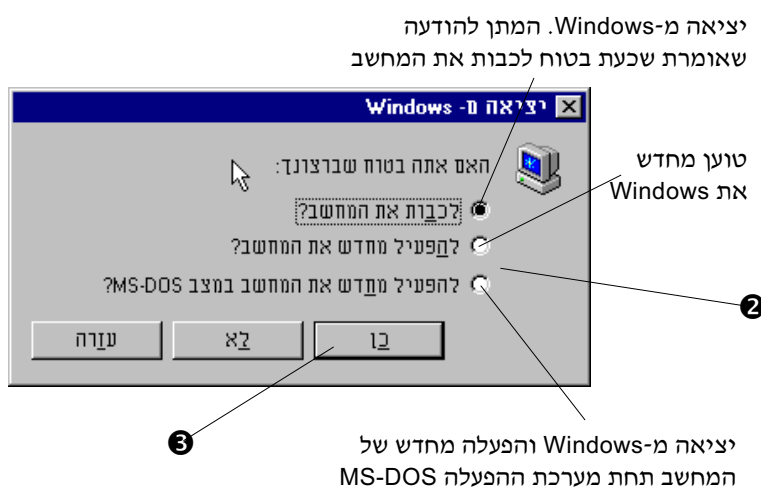 יציאה מ-Windows. המתן להודעה
שאומרת שכעת בטוח לכבות את המחשב
יציאה מ- Windows
האם אתה בטוח שברצונך:
לכבות את המחשב?
להפעיל מחדש את המחשב?
להפעיל מחדש את המחשב במצב MS-DOS?
כן
לא
עזרה
טוען מחדש
את Windows
❷
❸
יציאה מ-Windows והפעלה מחדש של
המחשב תחת מערכת ההפעלה MS-DOS